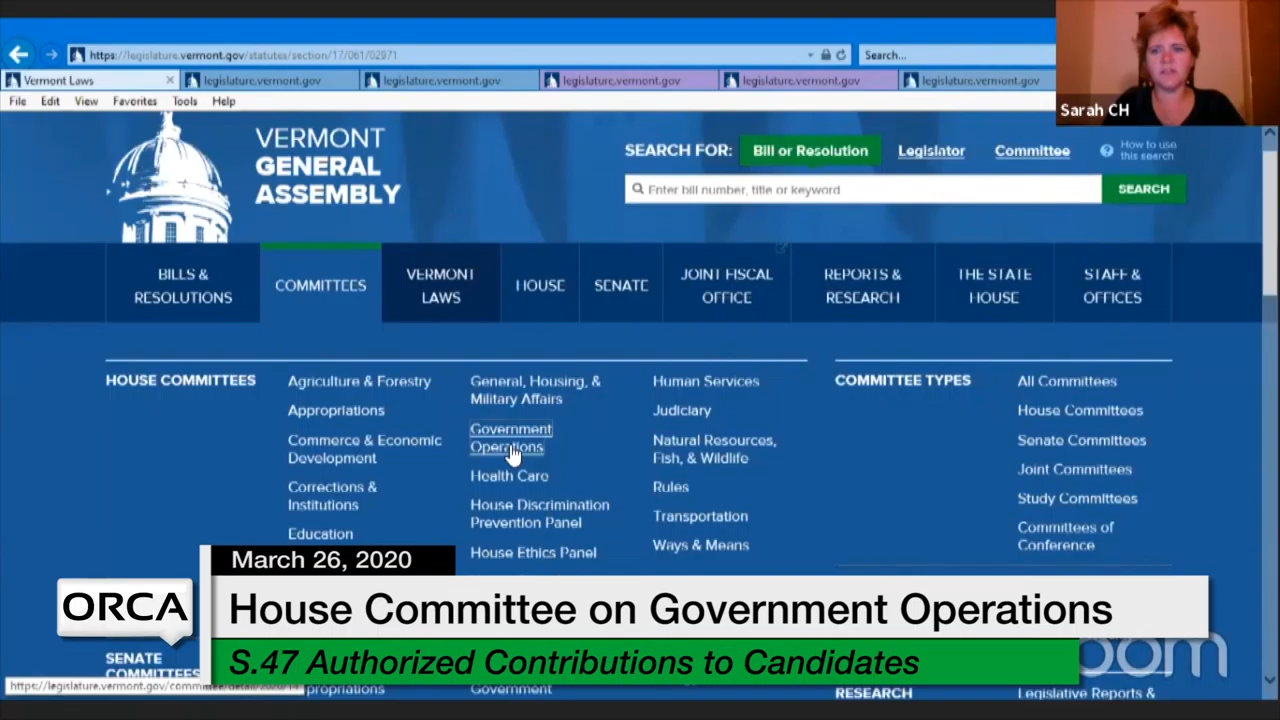 https://legislature.vermont.gov/statutes/section/17/061/02971
Search...
Vermont Laws
legislature.vermont.gov
legislature.vermont.gov
legislature.vermont.gov
legislature.vermont.gov
legislature.vermont.gov
File Edit View Favorites Tools Help
Sarah CH
VERMONT
GENERAL
ASSEMBLY
SEARCH FOR: Bill or Resolution Legislator Committee
How to use
this search
Enter bill number, title or keyword
SEARCH
BILLS &
RESOLUTIONS
COMMITTEES
VERMONT
LAWS
HOUSE
SENATE
JOINT FISCAL
OFFICE
REPORTS &
RESEARCH
THE STATE
HOUSE
STAFF &
OFFICES
HOUSE COMMITTEES
Agriculture & Forestry
Appropriations
Commerce & Economic
Development
Corrections &
Institutions
Education
General, Housing, &
Military Affairs
Government
Operations
Health Care
House Discrimination
Prevention Panel
House Ethics Panel
Human Services
Judiciary
Natural Resources,
Fish, & Wildlife
Rules
Transportation
Ways & Means
COMMITTEE TYPES
All Committees
House Committees
Senate Committees
Joint Committees
Study Committees
Committees of
Conference
March 26, 2020
ORCA
House Committee on Government Operations
S.47 Authorized Contributions to Candidates
SENATE
COMMITTEES
Government
RESEARCH
Legislative Reports &